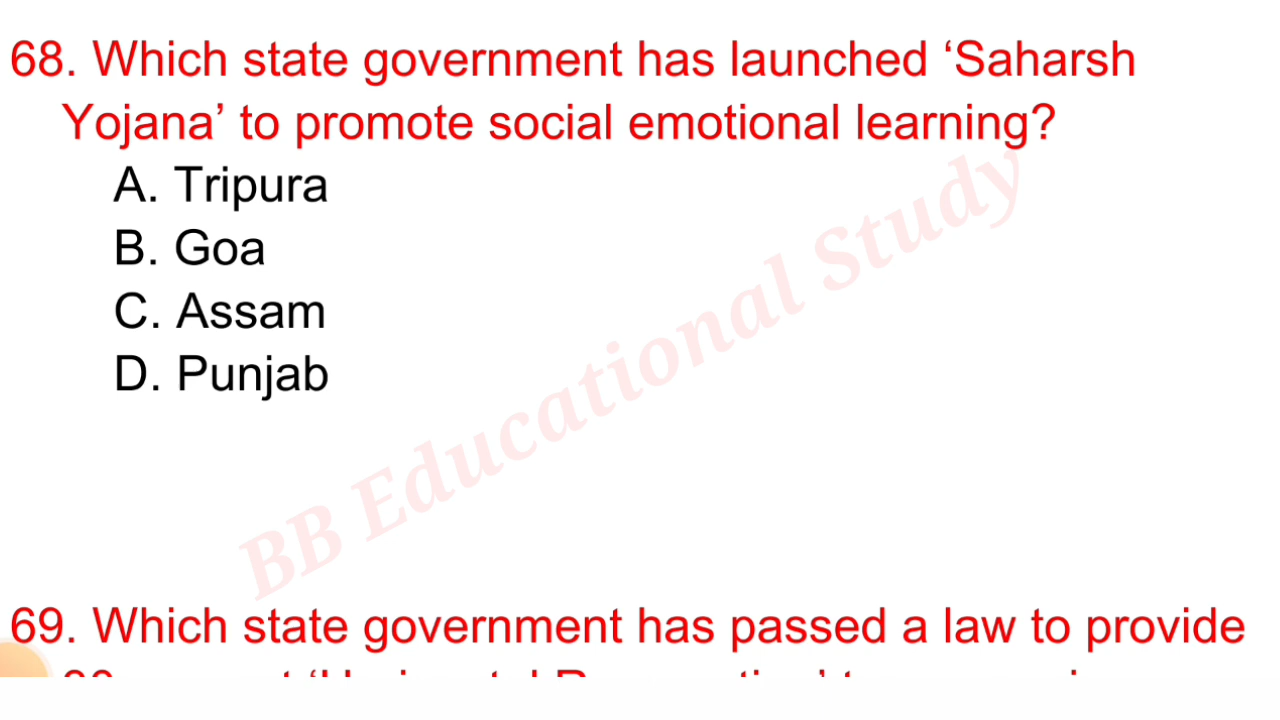 68. Which state government has launched ‘Saharsh
Yojana’ to promote social emotional learning?
A. Tripura
B. Goa
C. Assam
D. Punjab
BB Educational Study
69. Which state government has passed a law to provide